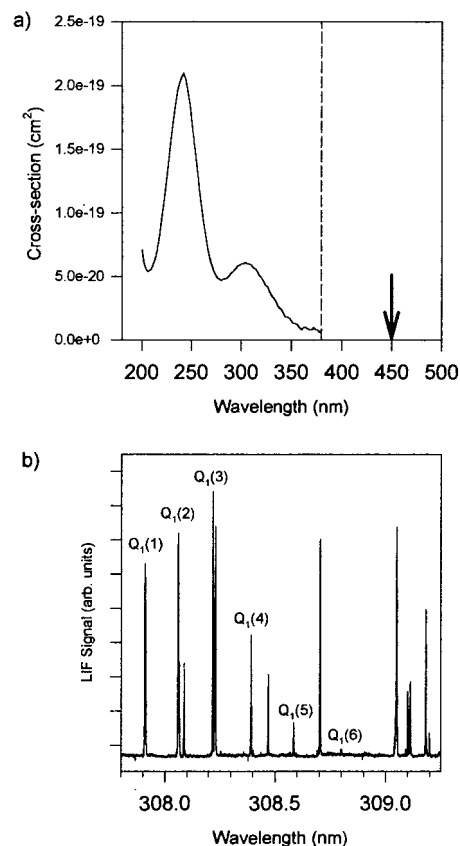 a)
2.5e-19
2.0e-19
1.5e-19
1.0e-19
5.0e-20
0.0e+0
Cross-section (cm²)
200 250 300 350 400 450 500
Wavelength (nm)
b)
Q₁(3)
Q₁(2)
Q₁(1)
Q₁(4)
Q₁(5)
Q₁(6)
LIF Signal (arb. units)
308.0 308.5 309.0
Wavelength (nm)